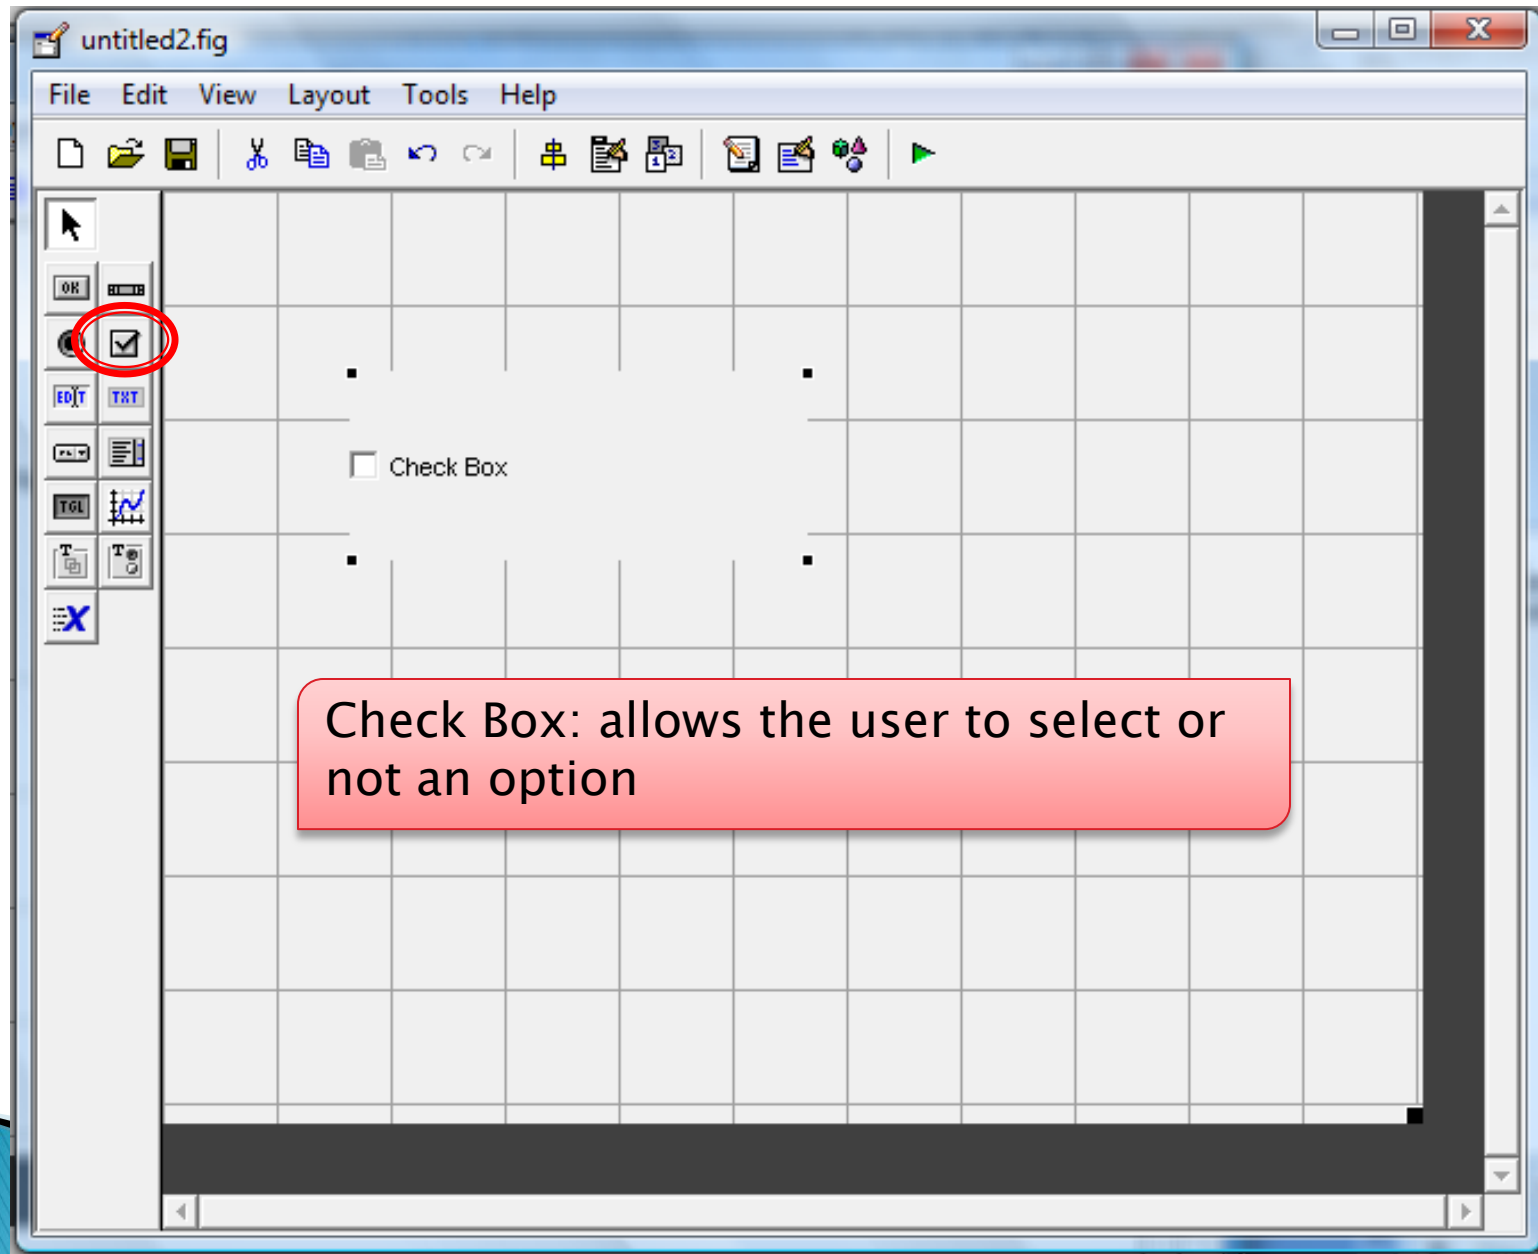 untitled2.fig
File Edit View Layout Tools Help
OK
EDIT TXT
TGL
T T
X
Check Box
Check Box: allows the user to select or
not an option